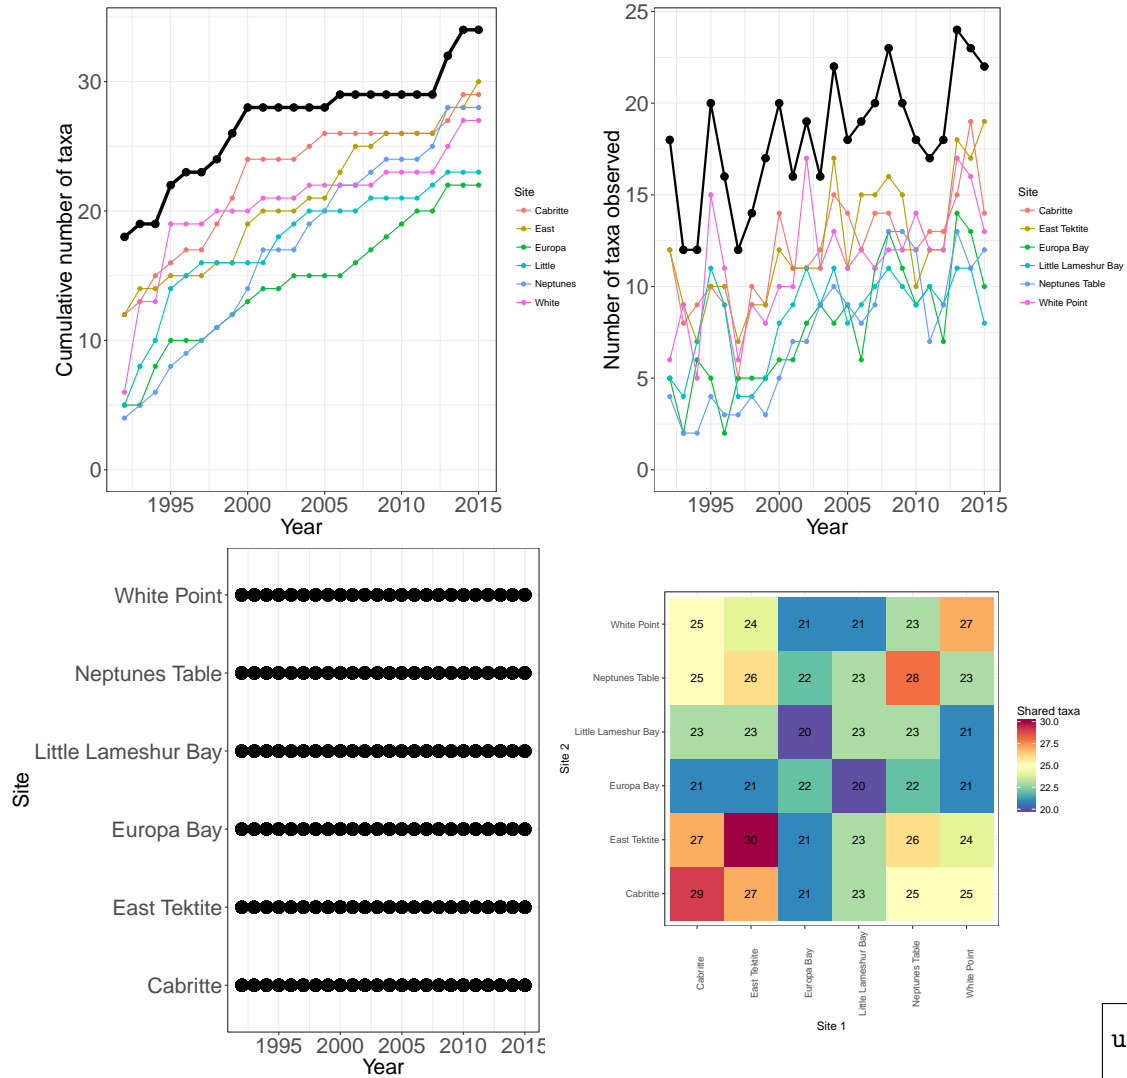 Cumulative number of taxa
30
20
10
0
1995 2000 2005 2010 2015
Year
Site
Cabritte
East
Europa
Little
Neptunes
White
Number of taxa observed
25
20
15
10
5
0
1995 2000 2005 2010 2015
Year
Site
Cabritte
East Tektite
Europa Bay
Little Lameshur Bay
Neptunes Table
White Point
Site
White Point
Neptunes Table
Little Lameshur Bay
Europa Bay
East Tektite
Cabritte
1995 2000 2005 2010 2015
Year
Site 2
White Point 25 24 21 21 23 27
Neptunes Table 25 26 22 23 28 23
Little Lameshur Bay 23 23 20 23 23 21
Europa Bay 21 21 22 20 22 21
East Tektite 27 30 21 23 26 24
Cabritte 29 27 21 23 25 25
Cabritte
East Tektite
Europa Bay
Little Lameshur Bay
Neptunes Table
White Point
Site 1
Shared taxa
30.0
27.5
25.0
22.5
20.0
u